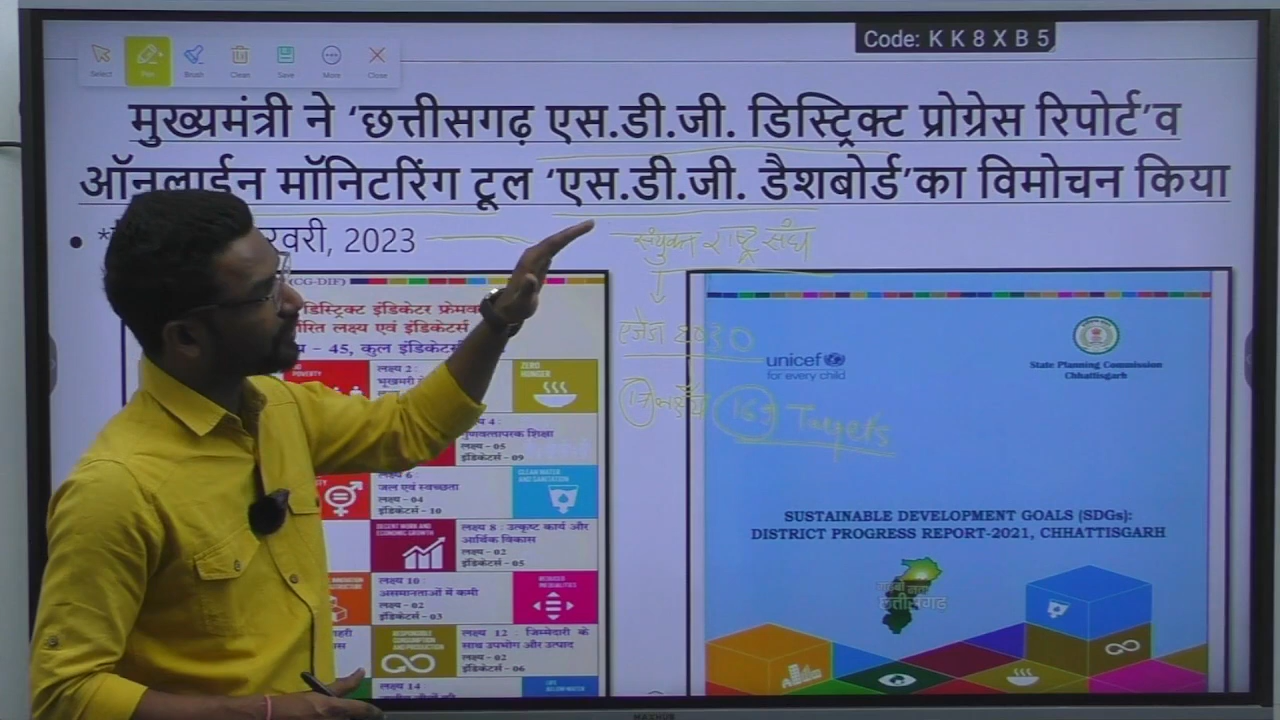 Code: K K 8 X B 5
Select
Pen
Brush
Clean
Save
More
Close
मुख्यमंत्री ने ‘छत्तीसगढ़ एस.डी.जी. डिस्ट्रिक्ट प्रोग्रेस रिपोर्ट’व
ऑनलाईन मॉनिटरिंग टूल ‘एस.डी.जी. डैशबोर्ड’का विमोचन किया
2023
संयुक्त राष्ट्र संघ
2030
17
169 Targets
(CG-DIF)
डिस्ट्रिक्ट इंडिकेटर
लक्ष्य एवं इंडिकेटर्स
- 45, कुल इंडिकेटर्स
POVERTY
लक्ष्य 2 :
भूखमरी
ZERO
HUNGER
4 :
गुणवत्तापरक शिक्षा
लक्ष्य - 05
इंडिकेटर्स - 09
लक्ष्य 6 :
जल एवं स्वच्छता
लक्ष्य - 04
इंडिकेटर्स - 10
CLEAN WATER
AND SANITATION
DECENT WORK AND
ECONOMIC GROWTH
लक्ष्य 8 : उत्कृष्ट कार्य और
आर्थिक विकास
लक्ष्य - 02
इंडिकेटर्स - 05
लक्ष्य 10 :
असमानताओं में कमी
लक्ष्य - 02
इंडिकेटर्स - 03
REDUCED
INEQUALITIES
RESPONSIBLE
CONSUMPTION
AND PRODUCTION
लक्ष्य 12 : जिम्मेदारी के
साथ उपभोग और उत्पाद
लक्ष्य - 02
इंडिकेटर्स - 06
लक्ष्य 14 :
LIFE
BELOW WATER
unicef
for every child
State Planning Commission
Chhattisgarh
SUSTAINABLE DEVELOPMENT GOALS (SDGs):
DISTRICT PROGRESS REPORT-2021, CHHATTISGARH
छत्तीसगढ
MAXHUB